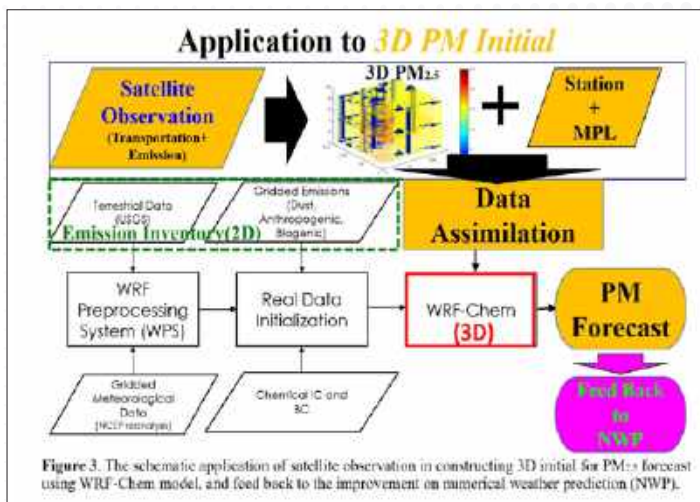 Application to 3D PM Initial
Satellite
Observation
(Transportation+
Emission)
3D PM2.5
+
Station
+
MPL
Terrestrial Data
(USGS)
Gridded Emissions
(Dust,
Anthropogenic,
Biogenic)
Emission Inventory(2D)
Data
Assimilation
WRF
Preprocessing
System (WPS)
Real Data
Initialization
WRF-Chem
(3D)
PM
Forecast
Gridded
Meteorological
Data
(NCEP reanalysis)
Chemical IC and
BC
Feed Back
to
NWP
Figure 3. The schematic application of satellite observation in constructing 3D initial for PM2.5 forecast
using WRF-Chem model, and feed back to the improvement on numerical weather prediction (NWP).